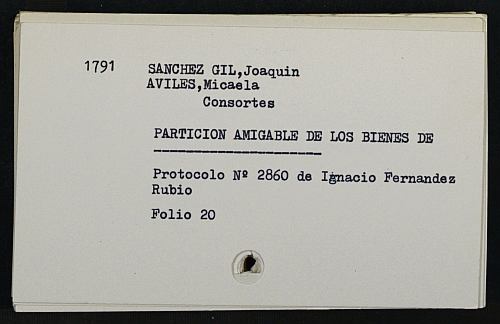 1791 SANCHEZ GIL,Joaquin
AVILES,Micaela
Consortes
PARTICION AMIGABLE DE LOS BIENES DE
---------------------
Protocolo Nº 2860 de Ignacio Fernandez
Rubio
Folio 20